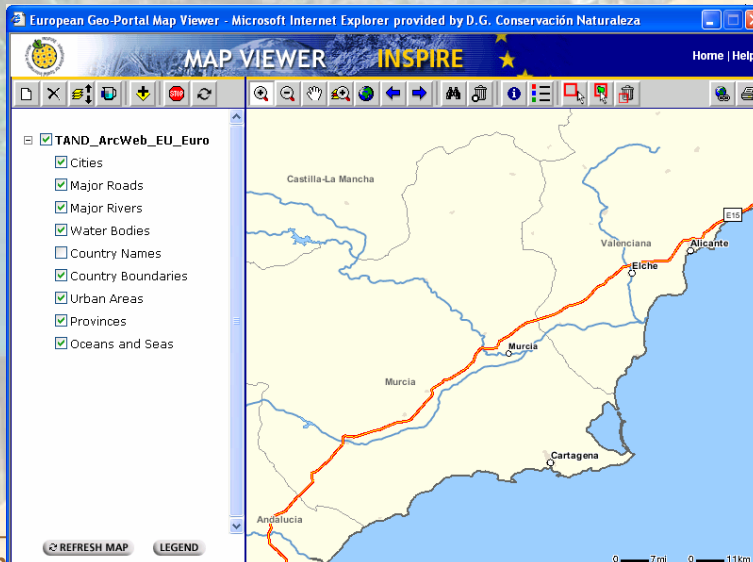 European Geo-Portal Map Viewer - Microsoft Internet Explorer provided by D.G. Conservación Naturaleza
MAP VIEWER INSPIRE
Home | Help
STOP
TAND_ArcWeb_EU_Euro
Cities
Major Roads
Major Rivers
Water Bodies
Country Names
Country Boundaries
Urban Areas
Provinces
Oceans and Seas
REFRESH MAP
LEGEND
Castilla-La Mancha
E15
Valenciana
Alicante
Elche
Murcia
Murcia
Cartagena
Andalucia
0 7mi 0 11km